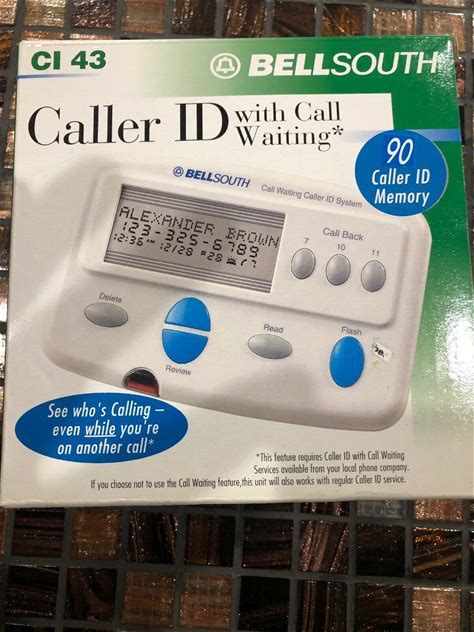 CI 43
BELLSOUTH
Caller ID with Call Waiting*
90
Caller ID
Memory
BELLSOUTH
Call Waiting Caller ID System
ALEXANDER BROWN
123-325-6789
12:36 AM 12/28 #28
Call Back
7 10 11
Delete
Review
Read
Flash
See who's Calling –
even while you're
on another call*
*This feature requires Caller ID with Call Waiting
Services available from your local phone company.
If you choose not to use the Call Waiting feature, this unit will also works with regular Caller ID service.